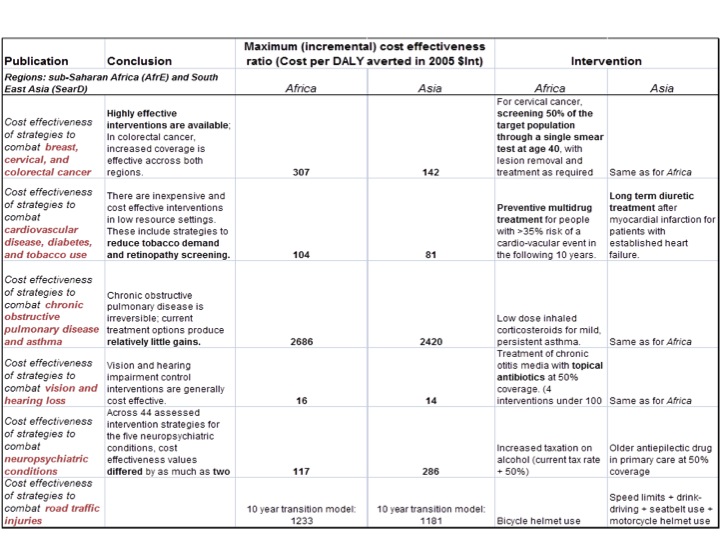 Publication
Conclusion
Maximum (incremental) cost effectiveness
ratio (Cost per DALY averted in 2005 $Int)
Intervention
Regions: sub-Saharan Africa (AfrE) and South
East Asia (SearD)
Africa
Asia
Africa
Asia
Cost effectiveness
of strategies to
combat breast,
cervical, and
colorectal cancer
Highly effective
interventions are available;
In colorectal cancer,
increased coverage is
effective accross both
regions.
307
142
For cervical cancer,
screening 50% of the
target population
through a single smear
test at age 40, with
lesion removal and
treatment as required
Same as for Africa
Cost effectiveness
of strategies to
combat
cardiovascular
disease, diabetes,
and tobacco use
There are inexpensive and
cost effective interventions
in low resource settings.
These include strategies to
reduce tobacco demand
and retinopathy screening.
104
81
Preventive multidrug
treatment for people
with >35% risk of a
cardio-vacular event in
the following 10 years.
Long term diuretic
treatment after
myocardial infarction for
patients with
established heart
failure.
Cost effectiveness
of strategies to
combat chronic
obstructive
pulmonary disease
and asthma
Chronic obstructive
pulmonary disease is
irreversible; current
treatment options produce
relatively little gains.
2686
2420
Low dose inhaled
corticosteroids for mild,
persistent asthma.
Same as for Africa
Cost effectiveness
of strategies to
combat vision and
hearing loss
Vision and hearing
impairment control
interventions are generally
cost effective.
16
14
Treatment of chronic
otitis media with topical
antibiotics at 50%
coverage. (4
interventions under 100
Same as for Africa
Cost effectiveness
of strategies to
combat
neuropsychiatric
conditions
Across 44 assessed
intervention strategies for
the five neuropsychiatric
conditions, cost
effectiveness values
differed by as much as two
117
286
Increased taxation on
alcohol (current tax rate
+ 50%)
Older antiepilectic drug
in primary care at 50%
coverage
Cost effectiveness
of strategies to
combat road traffic
injuries
10 year transition model:
1233
10 year transition model:
1181
Bicycle helmet use
Speed limits + drink-
driving + seatbelt use +
motorcycle helmet use